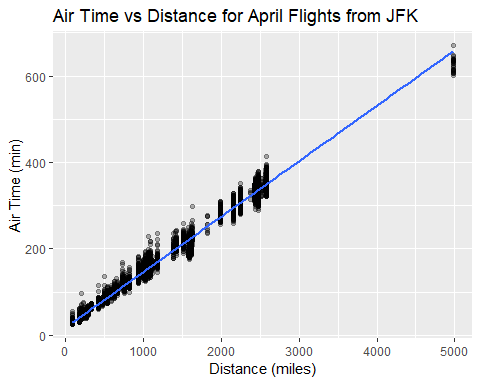 Air Time vs Distance for April Flights from JFK
600
400
200
0
Air Time (min)
0 1000 2000 3000 4000 5000
Distance (miles)